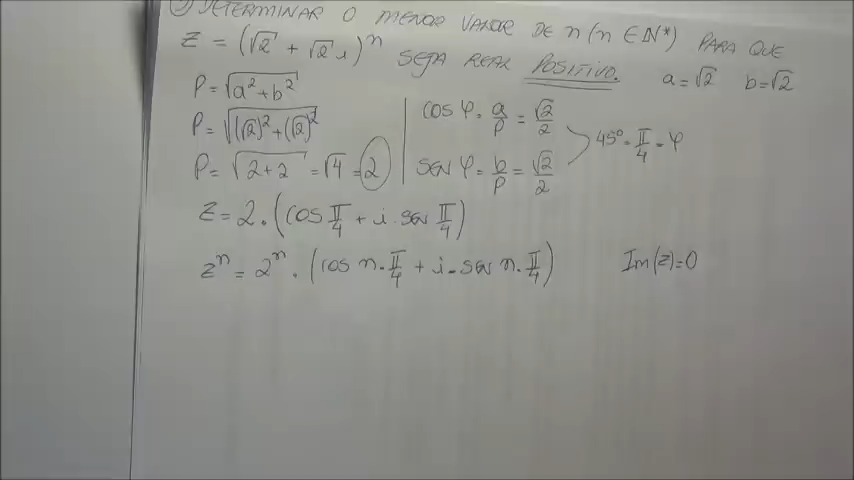 DETERMINAR O MENOR VALOR DE n (n ∈ IN*) PARA QUE
Z = (√2 + √2 i)^n SEJA REAL POSITIVO. a = √2 b = √2
P = √(a² + b²)
P = √((√2)² + (√2)²)
P = √(2 + 2) = √4 = 2
COS φ = a/P = √2/2
SEN φ = b/P = √2/2
45° = π/4 = φ
Z = 2 · (COS π/4 + i · SEN π/4)
Z^n = 2^n · (COS n · π/4 + i · SEN n · π/4) Im(Z) = 0